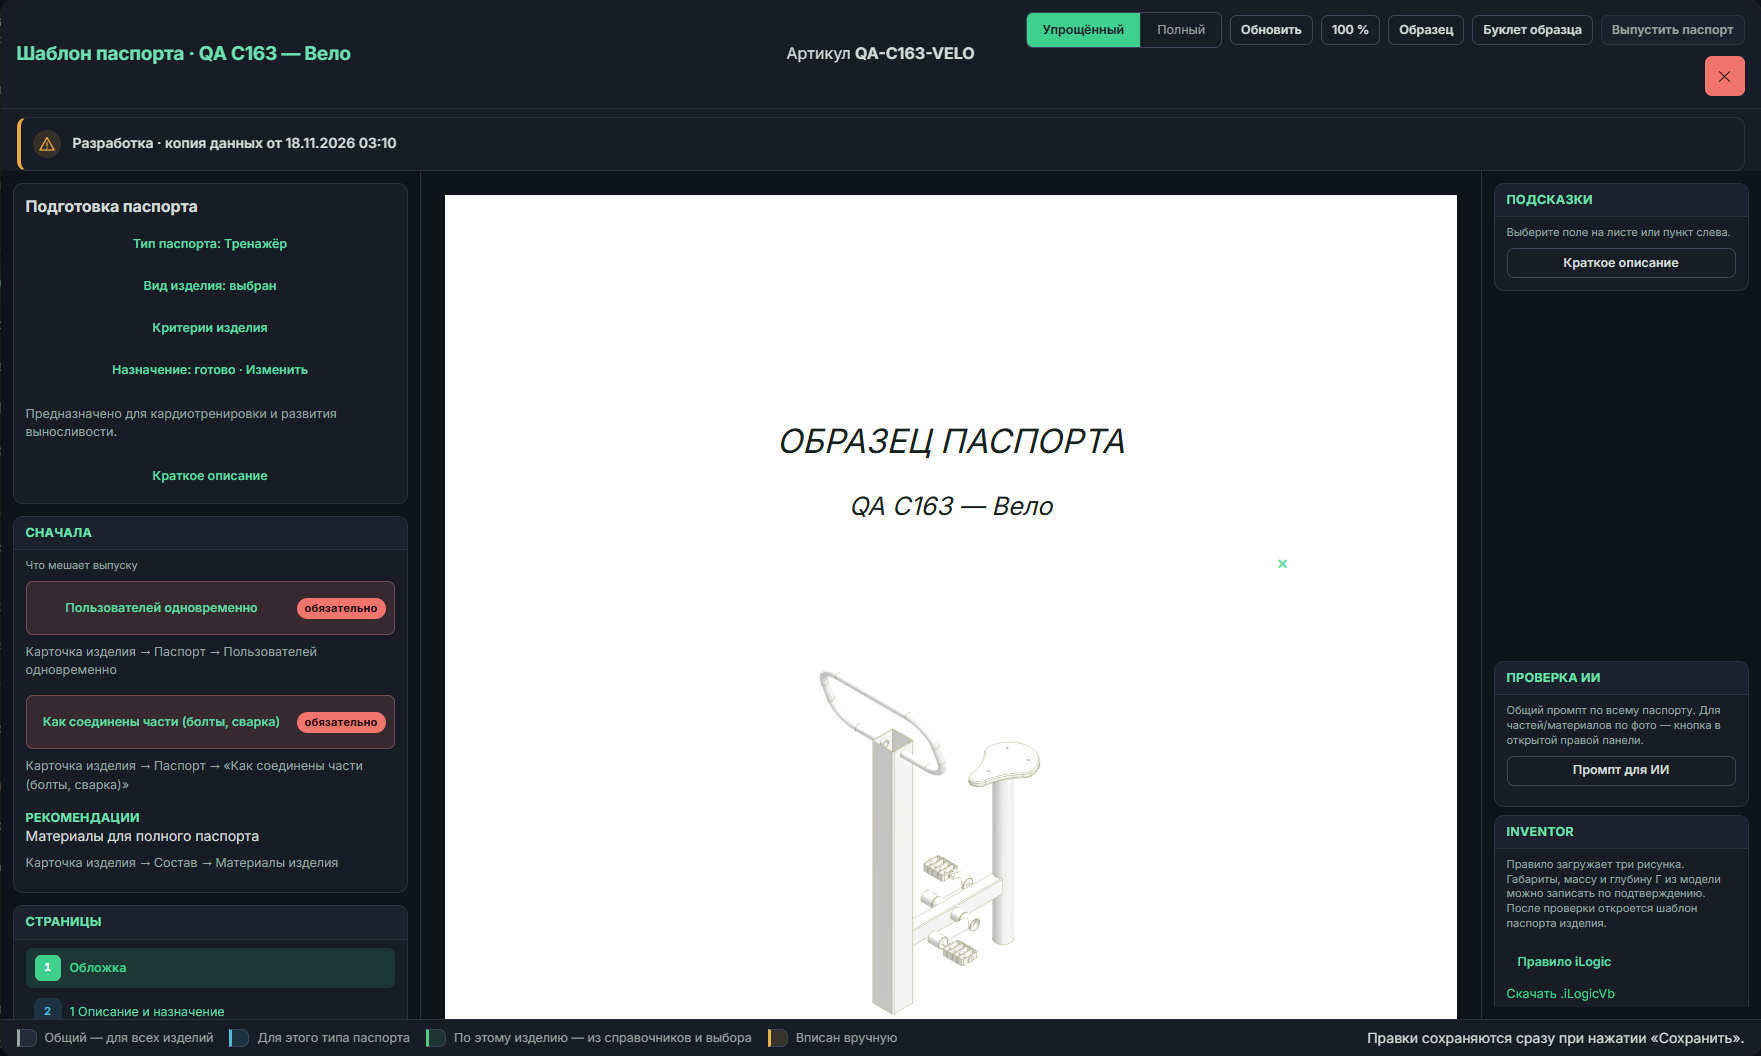 Шаблон паспорта · QA C163 — Вело
Артикул QA-C163-VELO
Упрощённый
Полный
Обновить
100 %
Образец
Буклет образца
Выпустить паспорт
Разработка · копия данных от 18.11.2026 03:10
Подготовка паспорта
Тип паспорта: Тренажёр
Вид изделия: выбран
Критерии изделия
Назначение: готово · Изменить
Предназначено для кардиотренировки и развития
выносливости.
Краткое описание
СНАЧАЛА
Что мешает выпуску
Пользователей одновременно
обязательно
Карточка изделия → Паспорт → Пользователей
одновременно
Как соединены части (болты, сварка)
обязательно
Карточка изделия → Паспорт → «Как соединены части
(болты, сварка)»
РЕКОМЕНДАЦИИ
Материалы для полного паспорта
Карточка изделия → Состав → Материалы изделия
СТРАНИЦЫ
1 Обложка
2 1 Описание и назначение
ОБРАЗЕЦ ПАСПОРТА
QA C163 — Вело
ПОДСКАЗКИ
Выберите поле на листе или пункт слева.
Краткое описание
ПРОВЕРКА ИИ
Общий промпт по всему паспорту. Для
частей/материалов по фото — кнопка в
открытой правой панели.
Промпт для ИИ
INVENTOR
Правило загружает три рисунка.
Габариты, массу и глубину Г из модели
можно записать по подтверждению.
После проверки откроется шаблон
паспорта изделия.
Правило iLogic
Скачать .iLogicVb
Общий — для всех изделий
Для этого типа паспорта
По этому изделию — из справочников и выбора
Вписан вручную
Правки сохраняются сразу при нажатии «Сохранить».